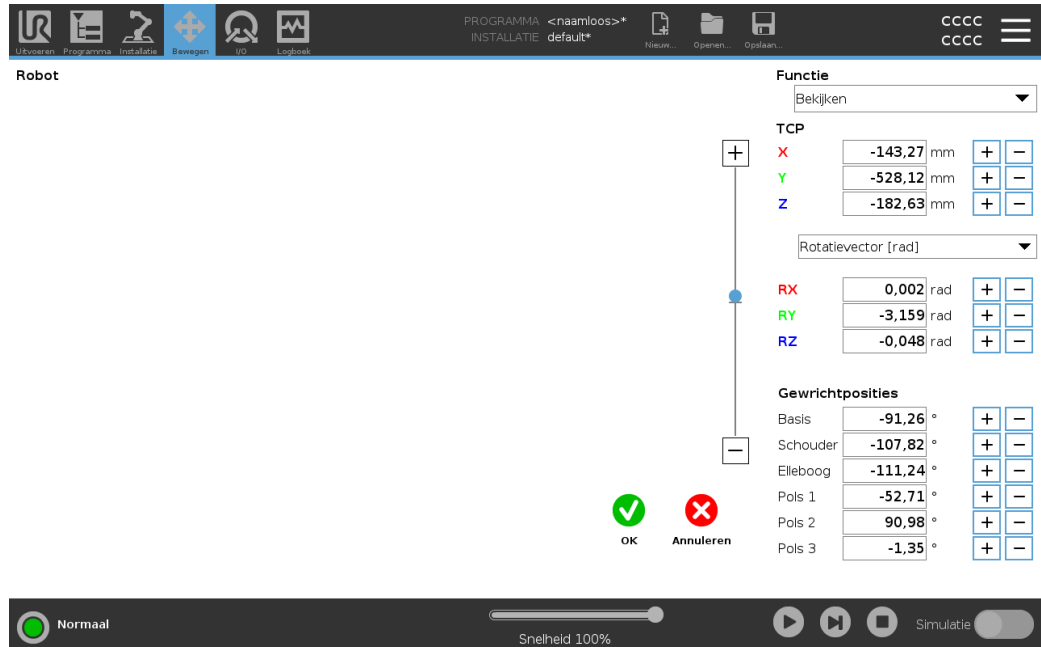 PROGRAMMA <naamloos>*
INSTALLATIE default*
CCCC
CCCC
Uitvoeren Programma Installatie Bewegen I/O Logboek
Nieuw... Openen... Opslaan...
Robot
Functie
Bekijken
TCP
X -143,27 mm + −
Y -528,12 mm + −
Z -182,63 mm + −
Rotatievector [rad]
RX 0,002 rad + −
RY -3,159 rad + −
RZ -0,048 rad + −
Gewrichtposities
Basis -91,26 ° + −
Schouder -107,82 ° + −
Elleboog -111,24 ° + −
Pols 1 -52,71 ° + −
Pols 2 90,98 ° + −
Pols 3 -1,35 ° + −
OK Annuleren
Normaal
Snelheid 100%
Simulatie